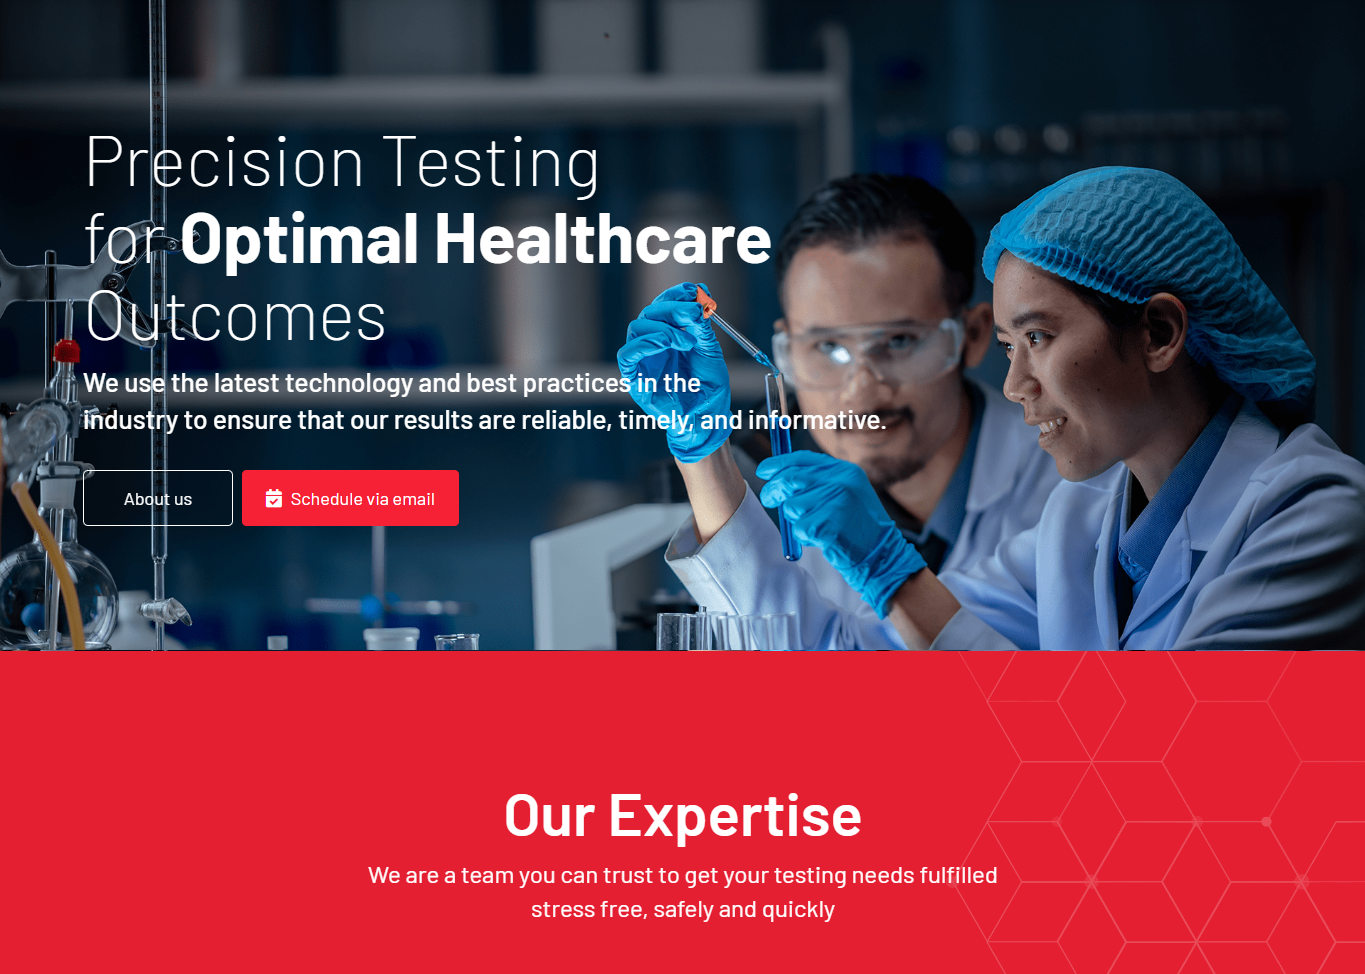 Precision Testing
for Optimal Healthcare
Outcomes
We use the latest technology and best practices in the
industry to ensure that our results are reliable, timely, and informative.
About us
Schedule via email
Our Expertise
We are a team you can trust to get your testing needs fulfilled
stress free, safely and quickly